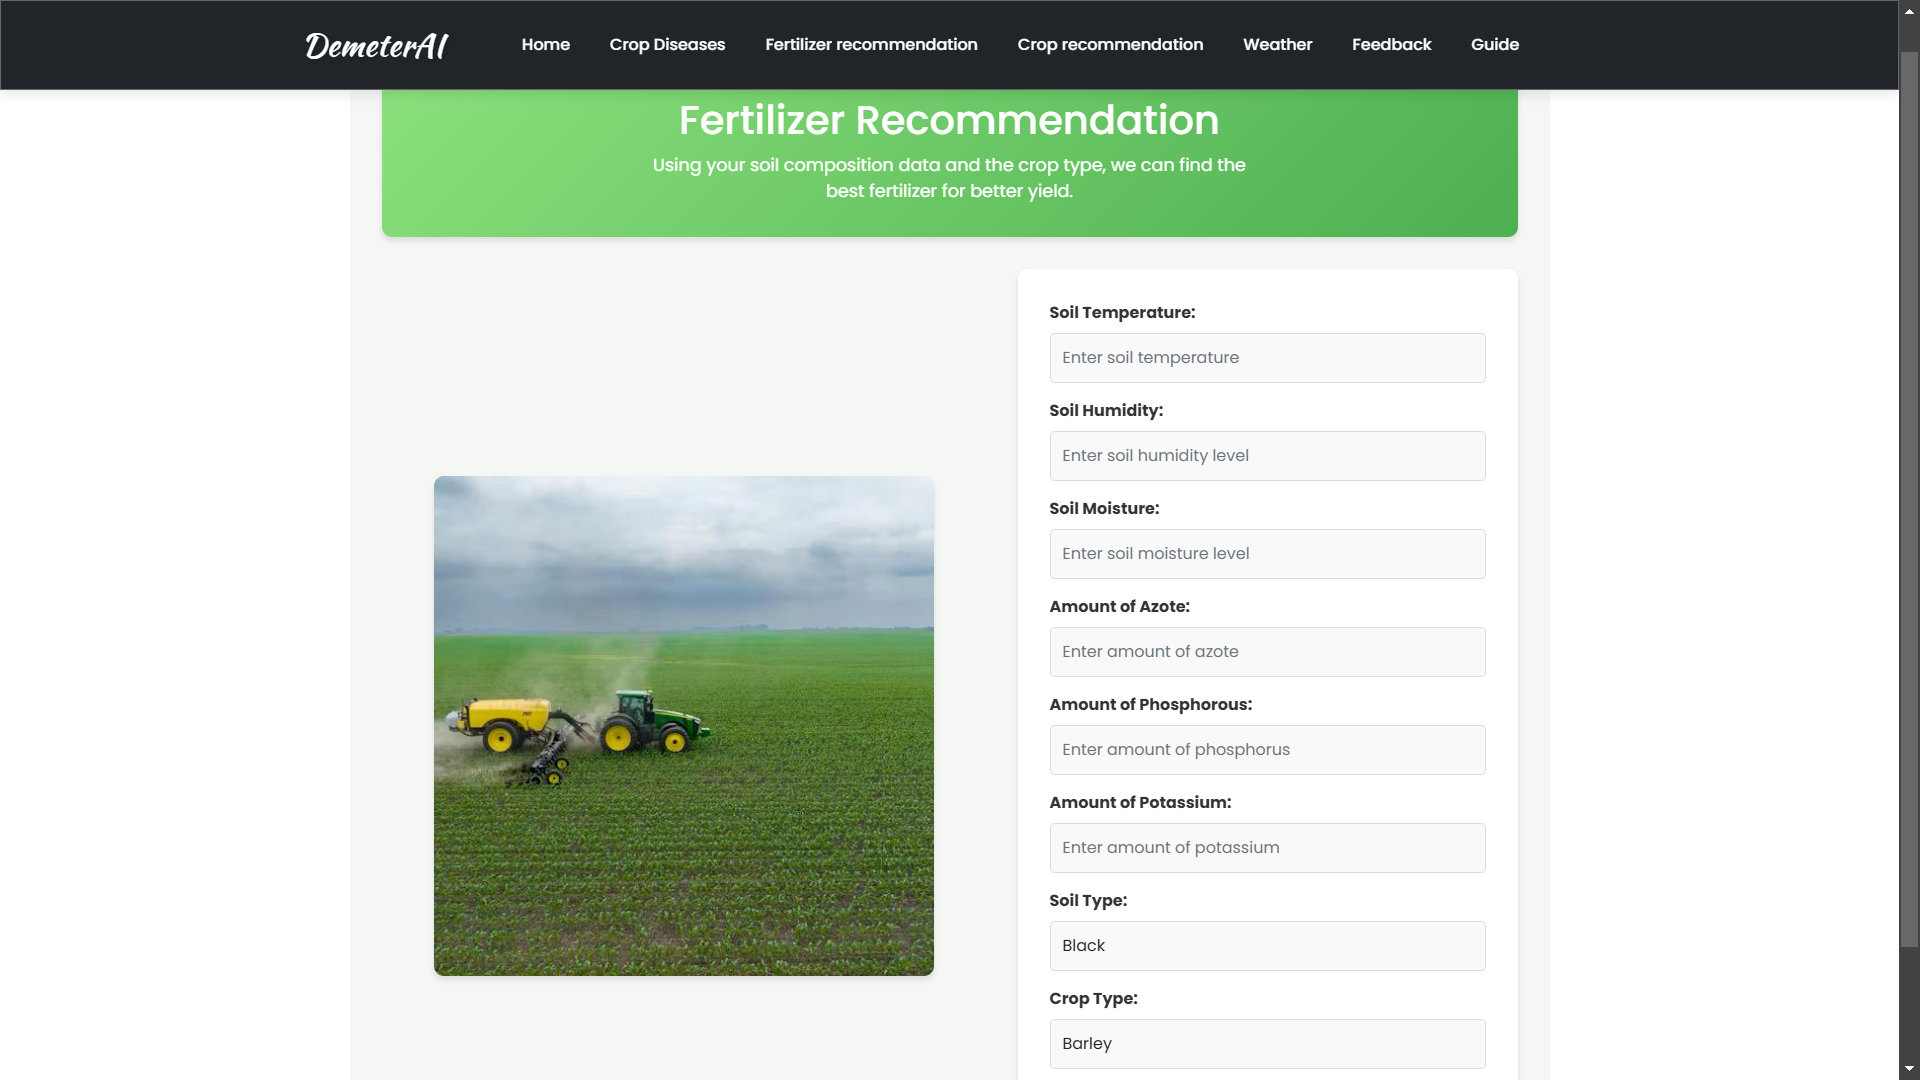 DemeterAI
Home
Crop Diseases
Fertilizer recommendation
Crop recommendation
Weather
Feedback
Guide
Fertilizer Recommendation
Using your soil composition data and the crop type, we can find the
best fertilizer for better yield.
Soil Temperature:
Enter soil temperature
Soil Humidity:
Enter soil humidity level
Soil Moisture:
Enter soil moisture level
Amount of Azote:
Enter amount of azote
Amount of Phosphorous:
Enter amount of phosphorus
Amount of Potassium:
Enter amount of potassium
Soil Type:
Black
Crop Type:
Barley